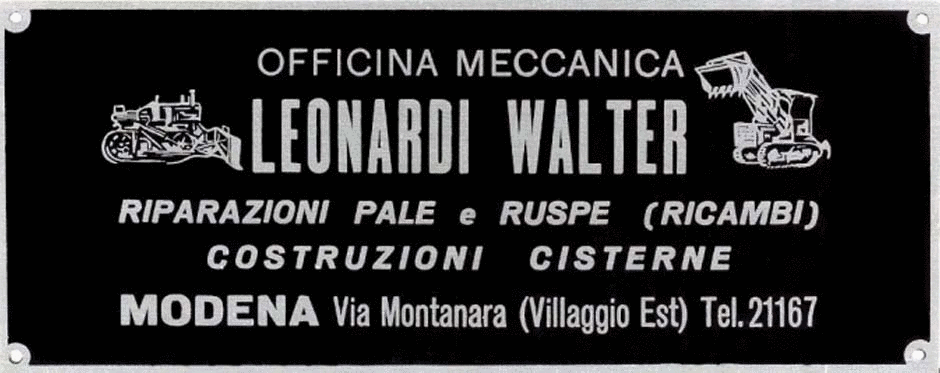 OFFICINA MECCANICA
LEONARDI WALTER
RIPARAZIONI PALE e RUSPE (RICAMBI)
COSTRUZIONI CISTERNE
MODENA Via Montanara (Villaggio Est) Tel. 21167